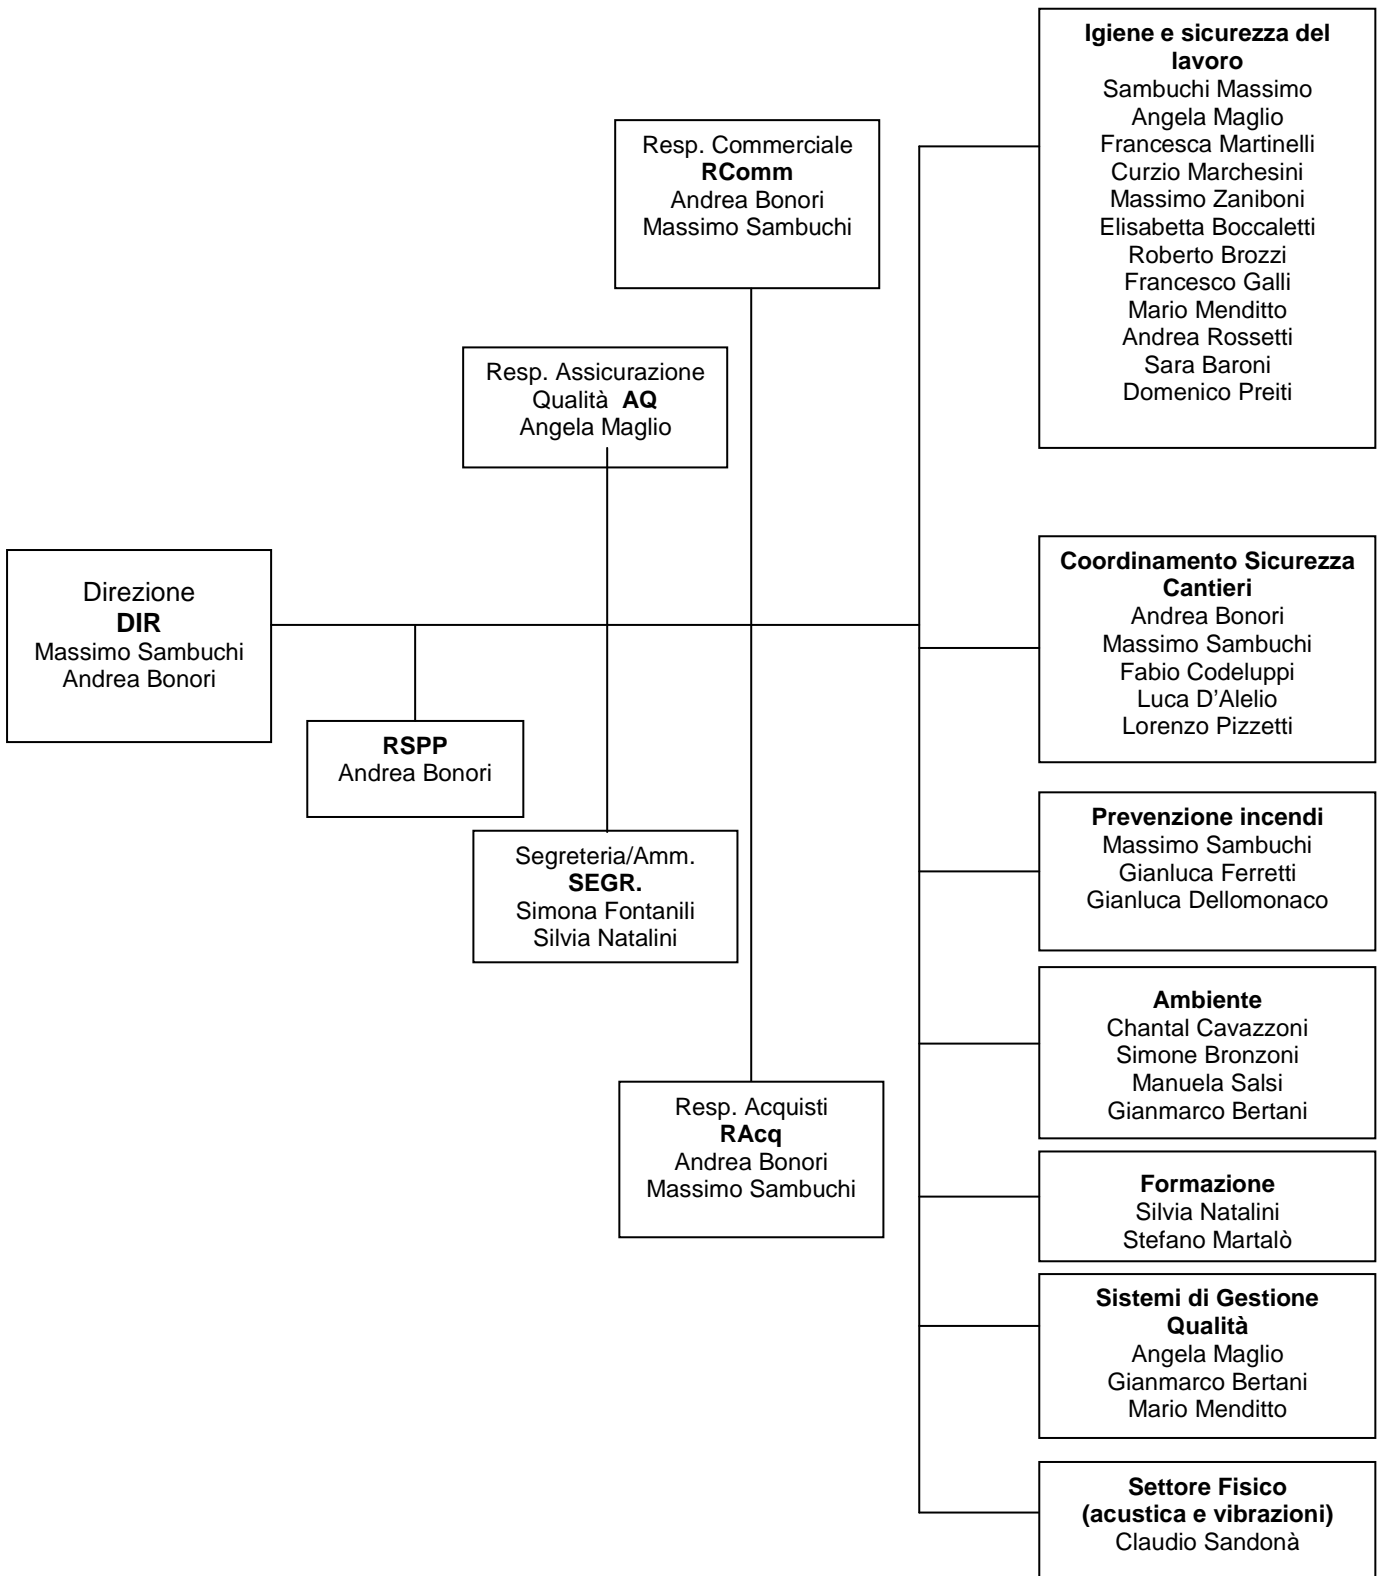 Igiene e sicurezza del
lavoro
Sambuchi Massimo
Angela Maglio
Francesca Martinelli
Curzio Marchesini
Massimo Zaniboni
Elisabetta Boccaletti
Roberto Brozzi
Francesco Galli
Mario Menditto
Andrea Rossetti
Sara Baroni
Domenico Preiti
Resp. Commerciale
RComm
Andrea Bonori
Massimo Sambuchi
Resp. Assicurazione
Qualità AQ
Angela Maglio
Direzione
DIR
Massimo Sambuchi
Andrea Bonori
RSPP
Andrea Bonori
Segreteria/Amm.
SEGR.
Simona Fontanili
Silvia Natalini
Resp. Acquisti
RAcq
Andrea Bonori
Massimo Sambuchi
Coordinamento Sicurezza
Cantieri
Andrea Bonori
Massimo Sambuchi
Fabio Codeluppi
Luca D'Alelio
Lorenzo Pizzetti
Prevenzione incendi
Massimo Sambuchi
Gianluca Ferretti
Gianluca Dellomonaco
Ambiente
Chantal Cavazzoni
Simone Bronzoni
Manuela Salsi
Gianmarco Bertani
Formazione
Silvia Natalini
Stefano Martalò
Sistemi di Gestione
Qualità
Angela Maglio
Gianmarco Bertani
Mario Menditto
Settore Fisico
(acustica e vibrazioni)
Claudio Sandonà